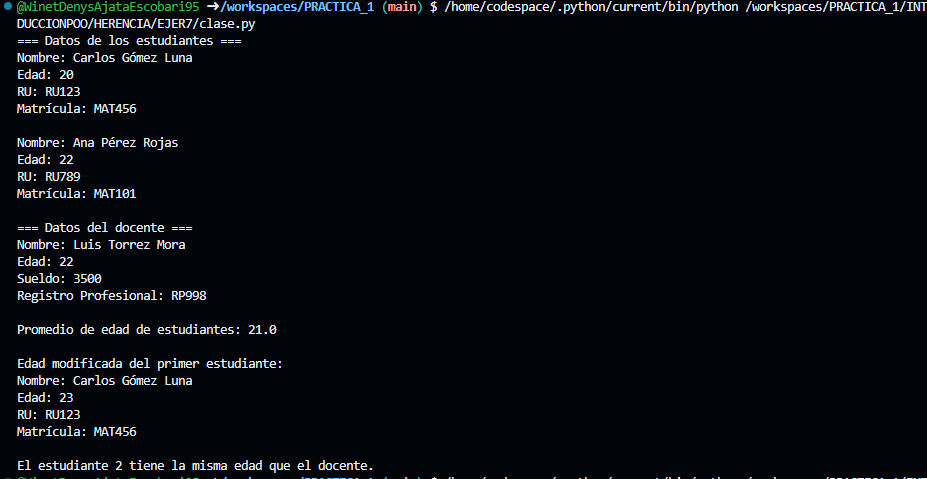 @WinetDenysAjataEscobari95 ➜/workspaces/PRACTICA_1 (main) $ /home/codespace/.python/current/bin/python /workspaces/PRACTICA_1/INT
DUCCIONPOO/HERENCIA/EJER7/clase.py
=== Datos de los estudiantes ===
Nombre: Carlos Gómez Luna
Edad: 20
RU: RU123
Matrícula: MAT456
Nombre: Ana Pérez Rojas
Edad: 22
RU: RU789
Matrícula: MAT101
=== Datos del docente ===
Nombre: Luis Torrez Mora
Edad: 22
Sueldo: 3500
Registro Profesional: RP998
Promedio de edad de estudiantes: 21.0
Edad modificada del primer estudiante:
Nombre: Carlos Gómez Luna
Edad: 23
RU: RU123
Matrícula: MAT456
El estudiante 2 tiene la misma edad que el docente.